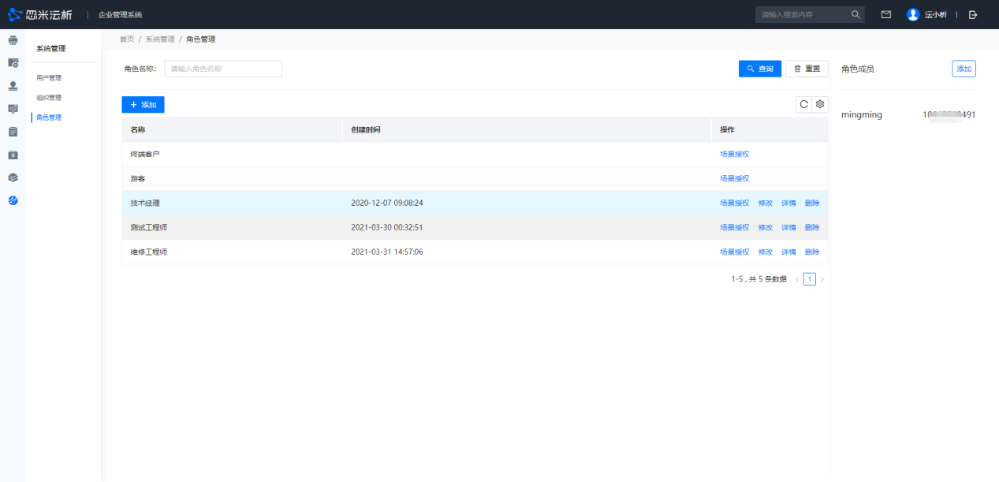 忽米沄析 | 企业管理系统 请输入搜索内容 沄小析 |
系统管理
用户管理
组织管理
角色管理
首页 / 系统管理 / 角色管理
角色名称: 请输入角色名称 查询 重置
+ 添加
名称 创建时间 操作
终端客户 场景授权
游客 场景授权
技术经理 2020-12-07 09:08:24 场景授权 修改 详情 删除
测试工程师 2021-03-30 00:32:51 场景授权 修改 详情 删除
维修工程师 2021-03-31 14:57:06 场景授权 修改 详情 删除
1-5 , 共 5 条数据 < 1 >
角色成员 添加
mingming 491